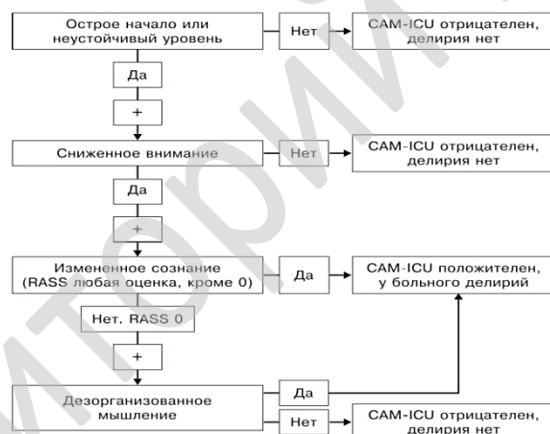 Острое начало или
неустойчивый уровень
Нет
CAM-ICU отрицателен,
делирия нет
Да
+
Сниженное внимание
Нет
CAM-ICU отрицателен,
делирия нет
Да
+
Измененное сознание
(RASS любая оценка, кроме 0)
Да
CAM-ICU положителен,
у больного делирий
Нет. RASS 0
+
Дезорганизованное
мышление
Да
Нет
CAM-ICU отрицателен,
делирия нет